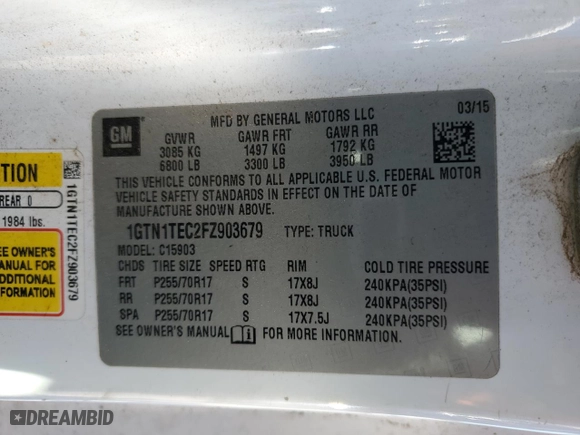 MFD BY GENERAL MOTORS LLC
03/15
GM
GVWR GAWR FRT GAWR RR
3085 KG 1497 KG 1792 KG
6800 LB 3300 LB 3950 LB
THIS VEHICLE CONFORMS TO ALL APPLICABLE U.S. FEDERAL MOTOR
VEHICLE SAFETY STANDARDS IN EFFECT ON THE DATE OF
MANUFACTURE SHOWN ABOVE.
1GTN1TEC2FZ903679 TYPE: TRUCK
MODEL: C15903
CHDS TIRE SIZE SPEED RTG RIM COLD TIRE PRESSURE
FRT P255/70R17 S 17X8J 240KPA(35PSI)
RR P255/70R17 S 17X8J 240KPA(35PSI)
SPA P255/70R17 S 17X7.5J 240KPA(35PSI)
SEE OWNER'S MANUAL FOR MORE INFORMATION.
TION
REAR 0
1984 lbs.
SEE OWNER'S
MANUAL FOR
ADDITIONAL
INFORMATION
1GTN1TEC2FZ903679
DREAMBID